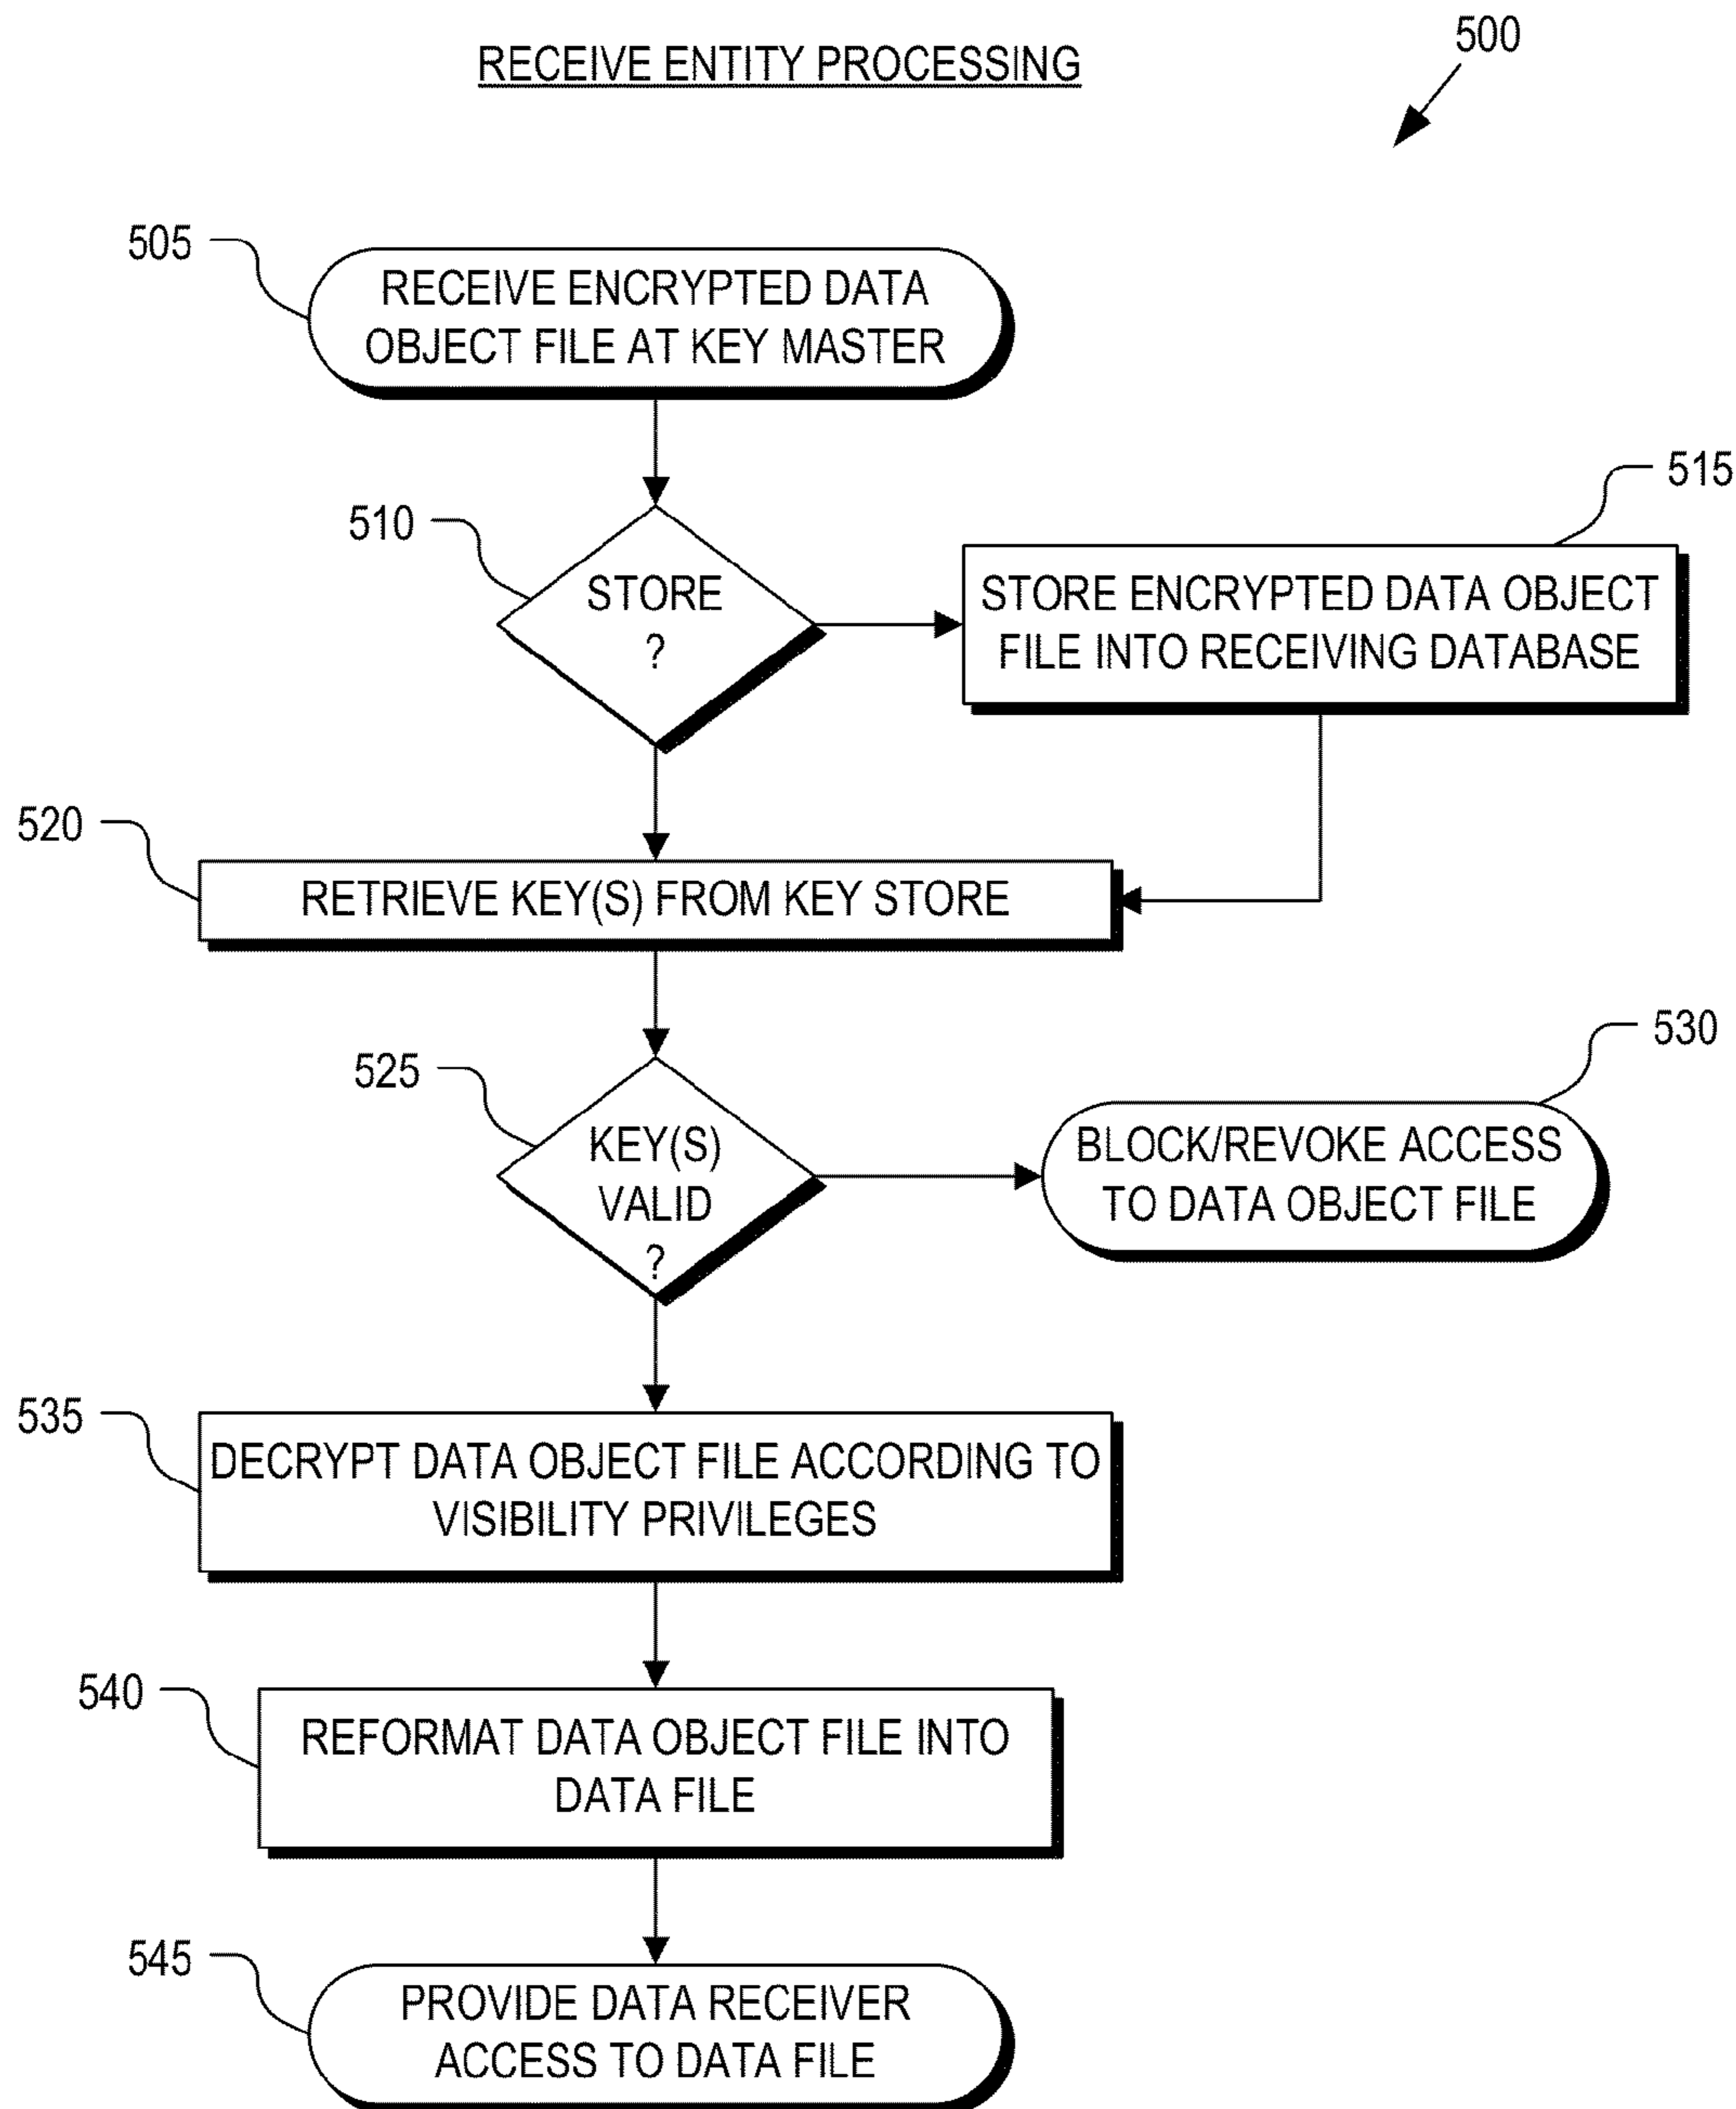 RECEIVE ENTITY PROCESSING
500
505
RECEIVE ENCRYPTED DATA
OBJECT FILE AT KEY MASTER
510
STORE
?
515
STORE ENCRYPTED DATA OBJECT
FILE INTO RECEIVING DATABASE
520
RETRIEVE KEY(S) FROM KEY STORE
525
KEY(S)
VALID
?
530
BLOCK/REVOKE ACCESS
TO DATA OBJECT FILE
535
DECRYPT DATA OBJECT FILE ACCORDING TO
VISIBILITY PRIVILEGES
540
REFORMAT DATA OBJECT FILE INTO
DATA FILE
545
PROVIDE DATA RECEIVER
ACCESS TO DATA FILE